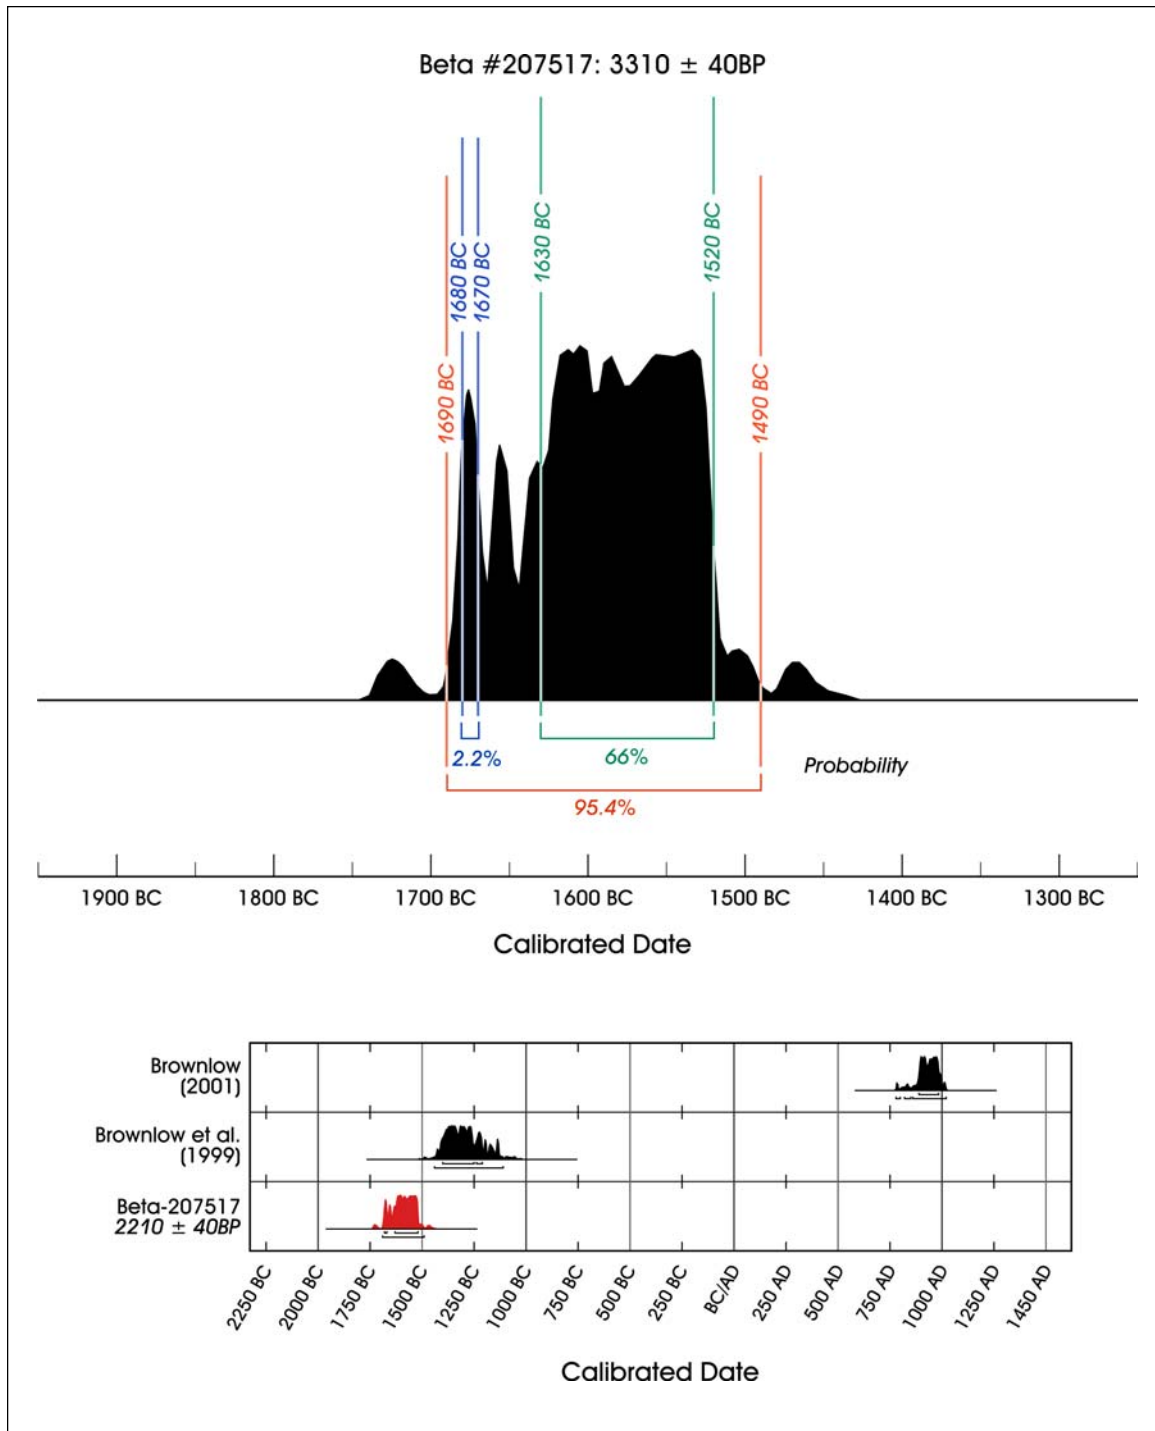 Beta #207517: 3310 ± 40BP
1690 BC
1680 BC
1670 BC
1630 BC
1520 BC
1490 BC
2.2%
66%
Probability
95.4%
1900 BC
1800 BC
1700 BC
1600 BC
1500 BC
1400 BC
1300 BC
Calibrated Date
Brownlow
(2001)
Brownlow et al.
(1999)
Beta-207517
2210 ± 40BP
2250 BC
2000 BC
1750 BC
1500 BC
1250 BC
1000 BC
750 BC
500 BC
250 BC
BC/AD
250 AD
500 AD
750 AD
1000 AD
1250 AD
1450 AD
Calibrated Date